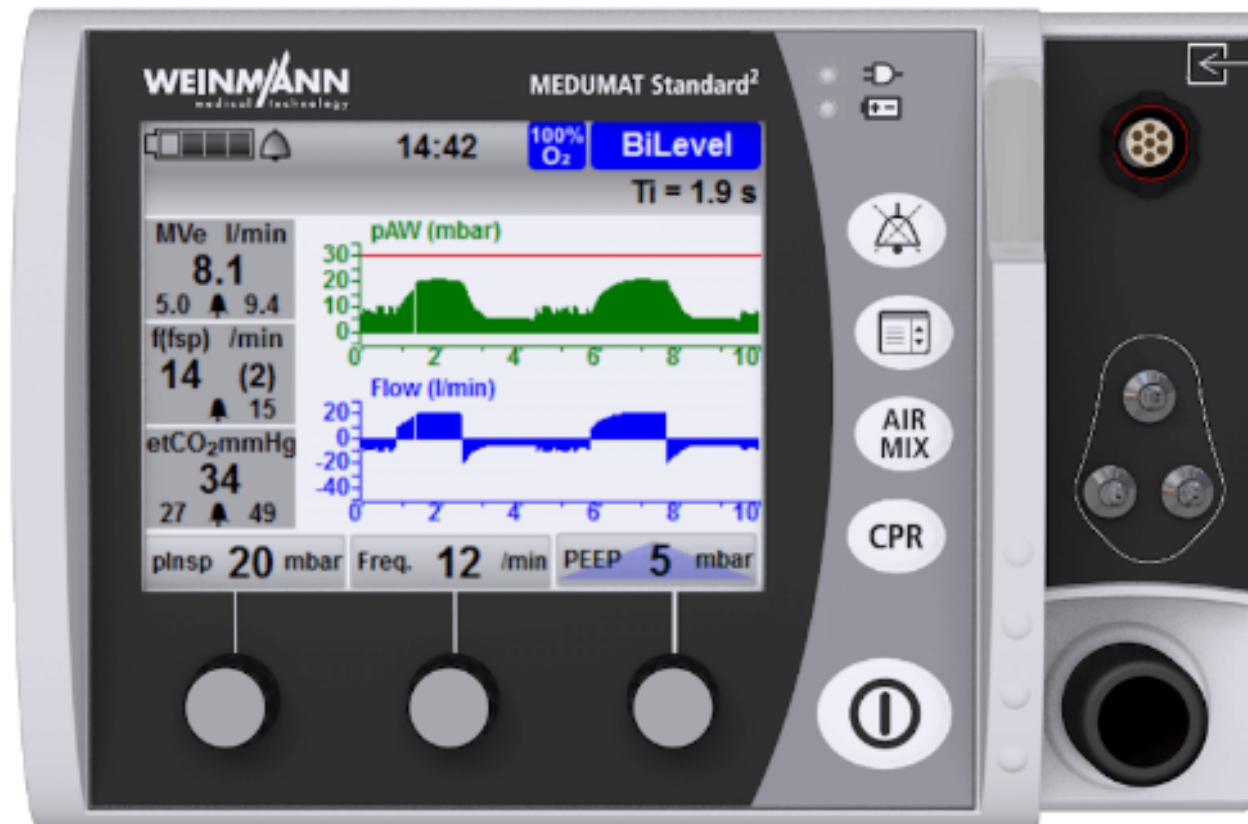 WEINMANN
medical technology
MEDUMAT Standard²
14:42
100% O₂
BiLevel
Ti = 1.9 s
MVe l/min
8.1
5.0 9.4
f(fsp) /min
14 (2)
15
etCO₂mmHg
34
27 49
pAW (mbar)
30
20
10
0
0 2 4 6 8 10
Flow (l/min)
20
0
-20
-40
0 2 4 6 8 10
pInsp 20 mbar
Freq. 12 /min
PEEP 5 mbar
AIR
MIX
CPR